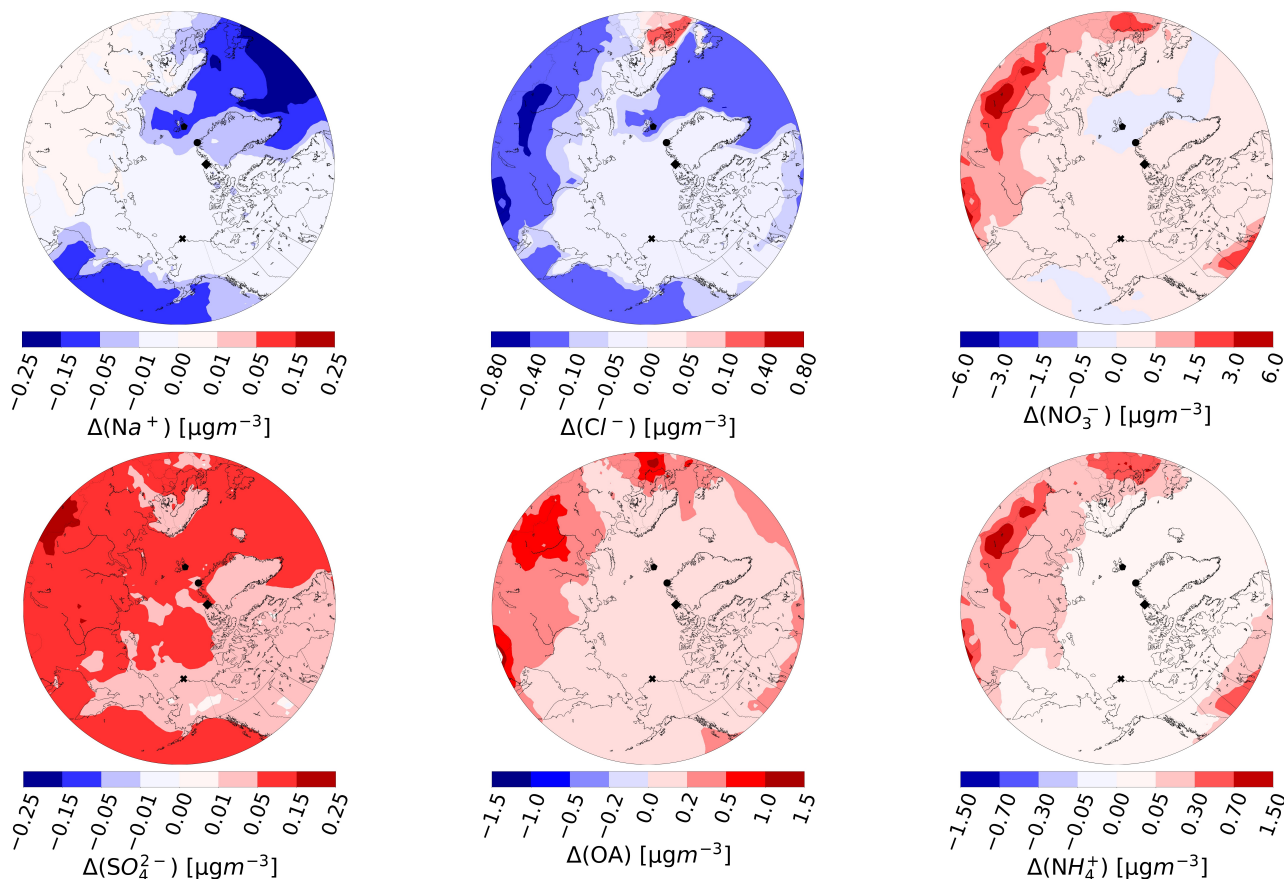 −0.25 −0.15 −0.05 −0.01 0.00 0.01 0.05 0.15 0.25
Δ(Na⁺) [μgm⁻³]
−0.80 −0.40 −0.10 −0.05 0.00 0.05 0.10 0.40 0.80
Δ(Cl⁻) [μgm⁻³]
−6.0 −3.0 −1.5 −0.5 0.0 0.5 1.5 3.0 6.0
Δ(NO₃⁻) [μgm⁻³]
−0.25 −0.15 −0.05 −0.01 0.00 0.01 0.05 0.15 0.25
Δ(SO₄²⁻) [μgm⁻³]
−1.5 −1.0 −0.5 −0.2 0.0 0.2 0.5 1.0 1.5
Δ(OA) [μgm⁻³]
−1.50 −0.70 −0.30 −0.05 0.00 0.05 0.30 0.70 1.50
Δ(NH₄⁺) [μgm⁻³]